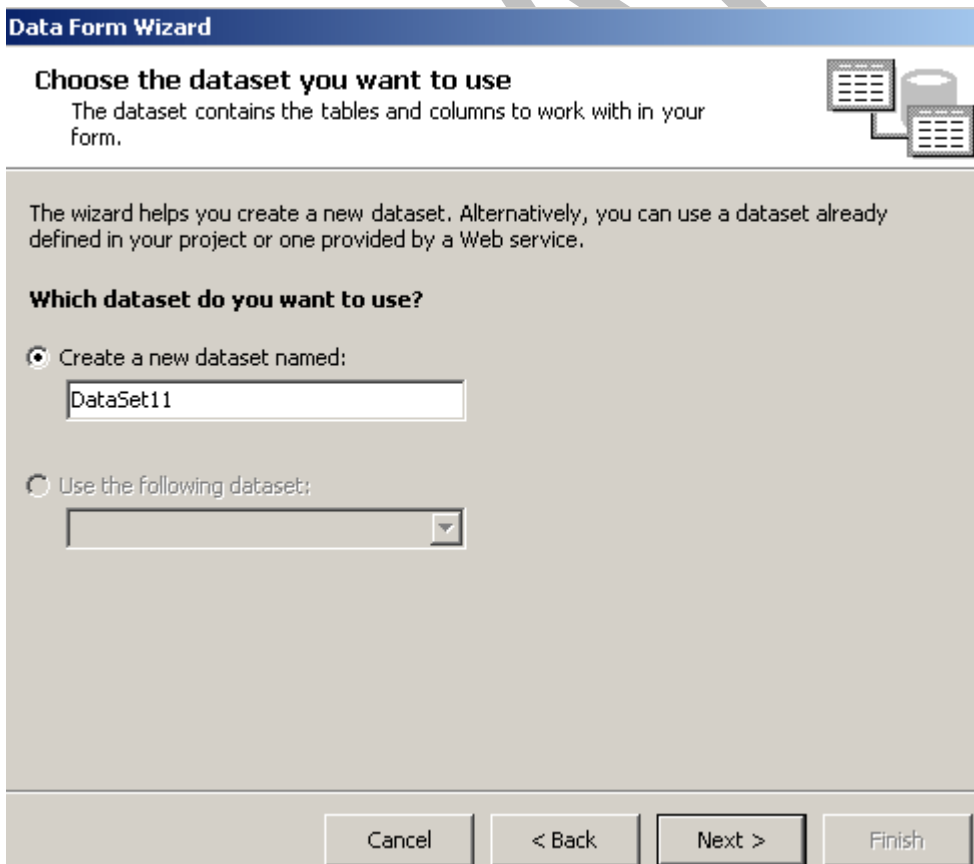 Data Form Wizard
Choose the dataset you want to use
The dataset contains the tables and columns to work with in your
form.
The wizard helps you create a new dataset. Alternatively, you can use a dataset already
defined in your project or one provided by a Web service.
Which dataset do you want to use?
Create a new dataset named:
DataSet11
Use the following dataset:
Cancel
< Back
Next >
Finish